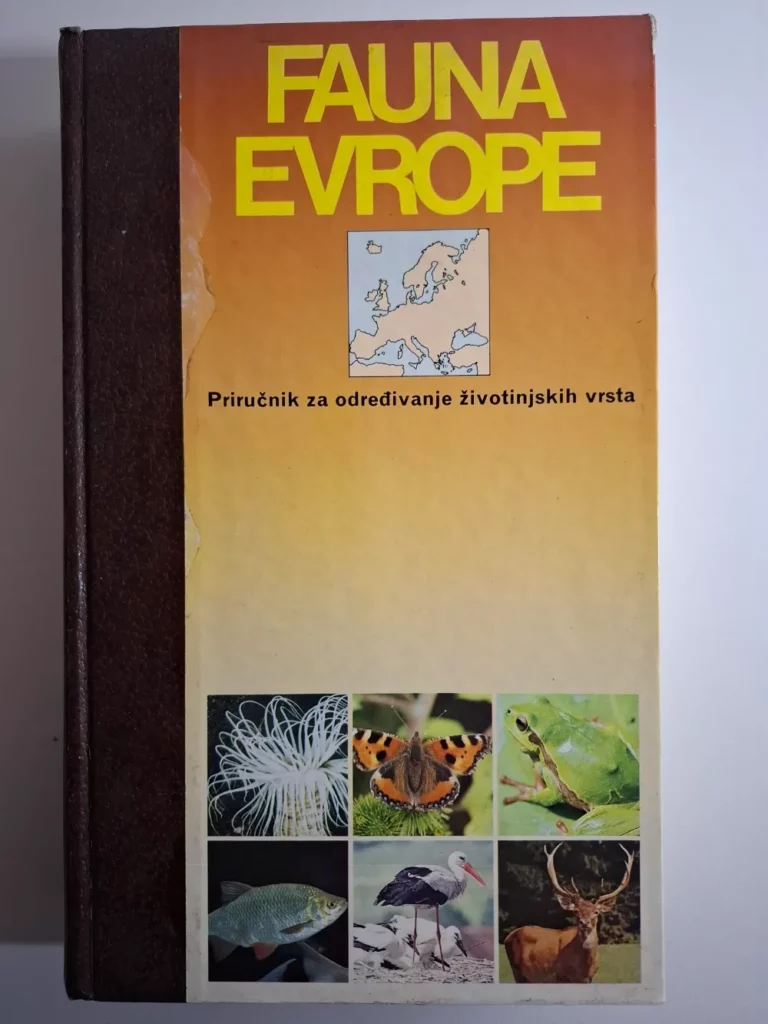 FAUNA
EVROPE
Priručnik za određivanje životinjskih vrsta